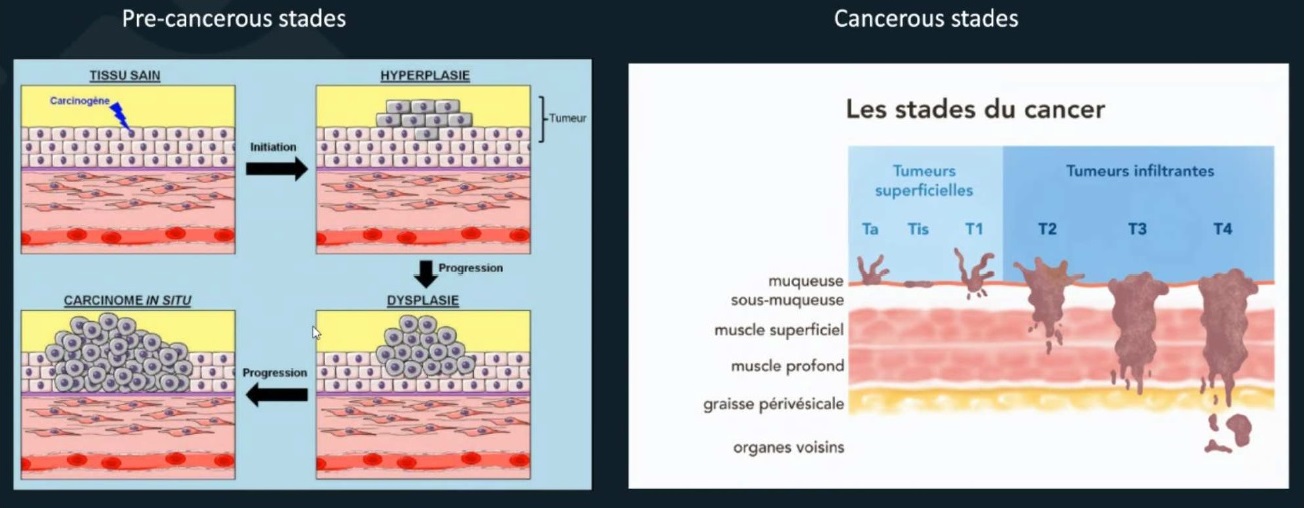 Pre-cancerous stades
Cancerous stades
TISSU SAIN
Carcinogène
Initiation
HYPERPLASIE
Tumeur
Progression
CARCINOME IN SITU
Progression
DYSPLASIE
Les stades du cancer
Tumeurs
superficielles
Tumeurs infiltrantes
Ta Tis T1 T2 T3 T4
muqueuse
sous-muqueuse
muscle superficiel
muscle profond
graisse périvésicale
organes voisins